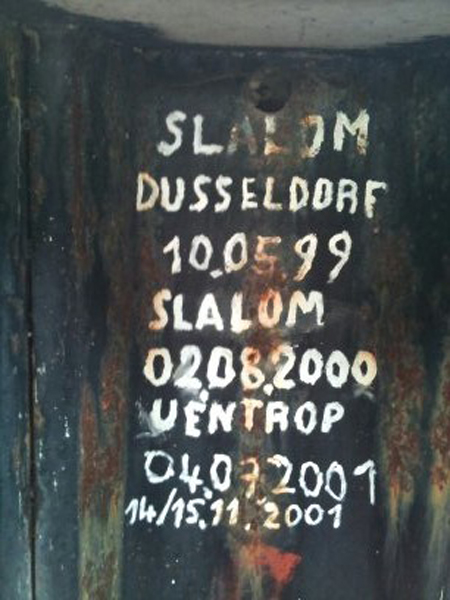 SLALOM
DUSSELDORF
10.05.99
SLALOM
02.08.2000
UENTROP
04.07.2001
14/15.11.2001